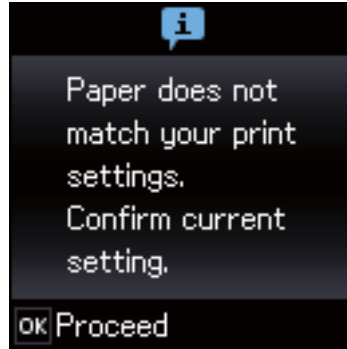 i
Paper does not
match your print
settings.
Confirm current
setting.
OK Proceed